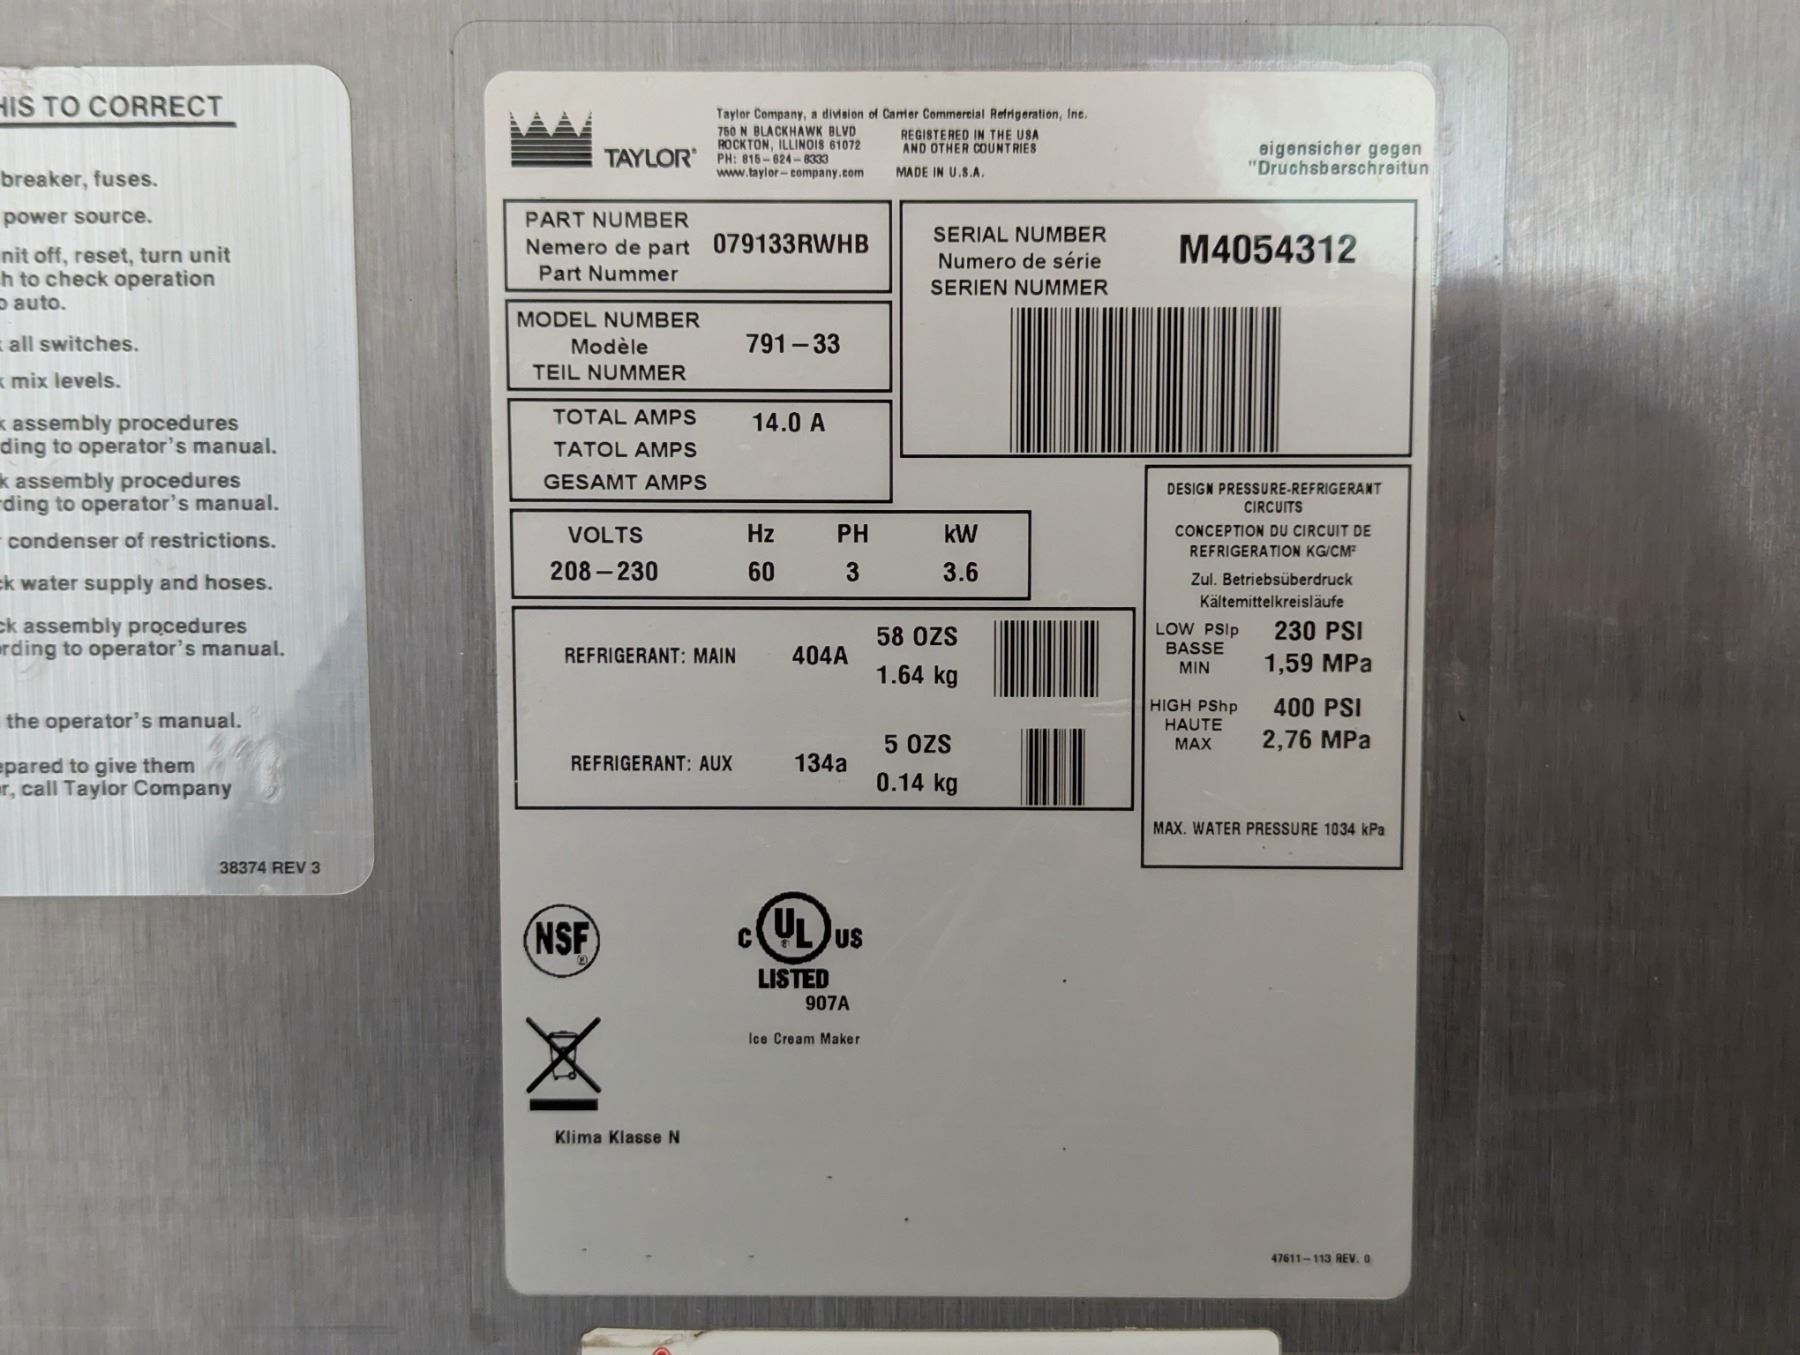 HIS TO CORRECT
breaker, fuses.
power source.
nit off, reset, turn unit
h to check operation
o auto.
all switches.
k mix levels.
k assembly procedures
ding to operator's manual.
k assembly procedures
rding to operator's manual.
condenser of restrictions.
ck water supply and hoses.
ck assembly procedures
ording to operator's manual.
the operator's manual.
epared to give them
r, call Taylor Company
38374 REV 3
TAYLOR®
Taylor Company, a division of Carrier Commercial Refrigeration, Inc.
750 N BLACKHAWK BLVD
ROCKTON, ILLINOIS 61072
PH: 815-624-8333
www.taylor-company.com
REGISTERED IN THE USA
AND OTHER COUNTRIES
MADE IN U.S.A.
eigensicher gegen
"Druchsberschreitun
PART NUMBER
Nemero de part 079133RWHB
Part Nummer
SERIAL NUMBER
Numero de série
SERIEN NUMMER
M4054312
MODEL NUMBER
Modèle 791-33
TEIL NUMMER
TOTAL AMPS 14.0 A
TATOL AMPS
GESAMT AMPS
VOLTS Hz PH kW
208-230 60 3 3.6
REFRIGERANT: MAIN 404A
58 OZS
1.64 kg
REFRIGERANT: AUX 134a
5 OZS
0.14 kg
DESIGN PRESSURE-REFRIGERANT
CIRCUITS
CONCEPTION DU CIRCUIT DE
REFRIGERATION KG/CM²
Zul. Betriebsüberdruck
Kältemittelkreisläufe
LOW PSIp 230 PSI
BASSE
MIN 1,59 MPa
HIGH PShp 400 PSI
HAUTE
MAX 2,76 MPa
MAX. WATER PRESSURE 1034 kPa
NSF®
C UL® US
LISTED
907A
Ice Cream Maker
Klima Klasse N
47611-113 REV. 0